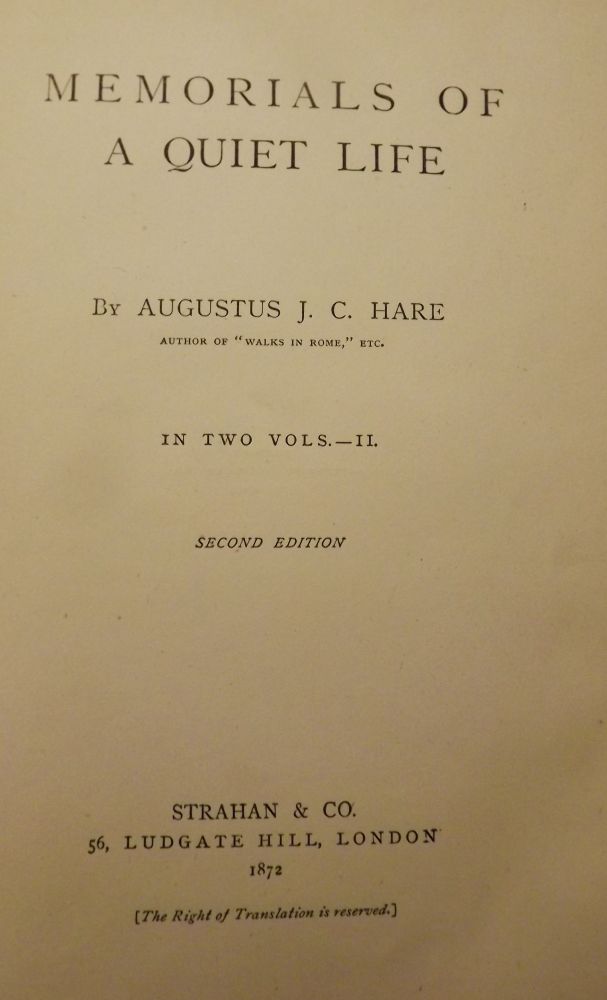 MEMORIALS OF
A QUIET LIFE
By AUGUSTUS J. C. HARE
AUTHOR OF "WALKS IN ROME," ETC.
IN TWO VOLS.—II.
SECOND EDITION
STRAHAN & CO.
56, LUDGATE HILL, LONDON
1872
[The Right of Translation is reserved.]